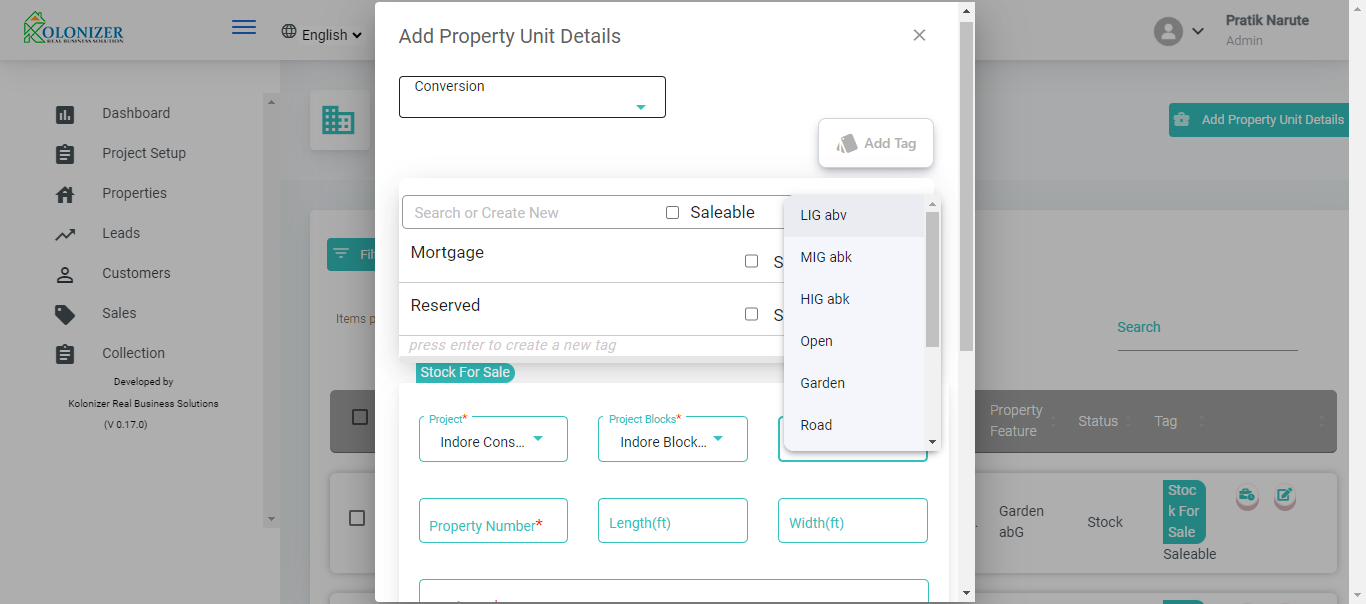 KOLONIZER
REAL BUSINESS SOLUTION
English
Pratik Narute
Admin
Dashboard
Project Setup
Properties
Leads
Customers
Sales
Collection
Developed by
Kolonizer Real Business Solutions
(V 0.17.0)
Add Property Unit Details
Fil
Items p
Search
Property
Feature
Status
Tag
Garden
abG
Stock
Stoc
k For
Sale
Saleable
Add Property Unit Details
Conversion
Add Tag
Search or Create New
Saleable
Mortgage
S
Reserved
S
press enter to create a new tag
Stock For Sale
LIG abv
MIG abk
HIG abk
Open
Garden
Road
Project*
Indore Cons...
Project Blocks*
Indore Block...
Property Number*
Length(ft)
Width(ft)